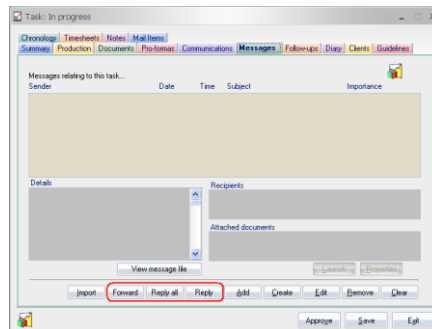 Task: In progress
Chronology Timesheets Notes Mail Items
Summary Production Documents Pro-formas Communications Messages Follow-ups Diary Clients Guidelines
Messages relating to this task...
Sender Date Time Subject Importance
Details
Recipients
Attached documents
View message file
Launch Properties
Import Forward Reply all Reply Add Create Edit Remove Clear
Approve Save Exit